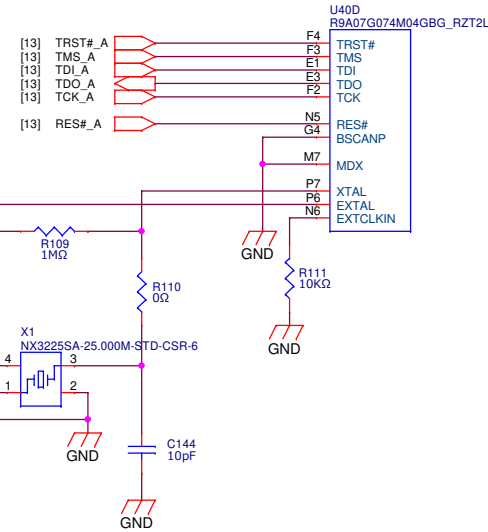 U40D
R9A07G074M04GBG_RZT2L
[13] TRST#_A F4 TRST#
[13] TMS_A F3 TMS
[13] TDI_A E1 TDI
[13] TDO_A E3 TDO
[13] TCK_A F2 TCK
[13] RES#_A N5 RES#
G4 BSCANP
M7 MDX
P7 XTAL
P6 EXTAL
N6 EXTCLKIN
R109
1MΩ
GND
R111
10KΩ
R110
0Ω
GND
X1
NX3225SA-25.000M-STD-CSR-6
4 3
1 2
GND
C144
10pF
GND